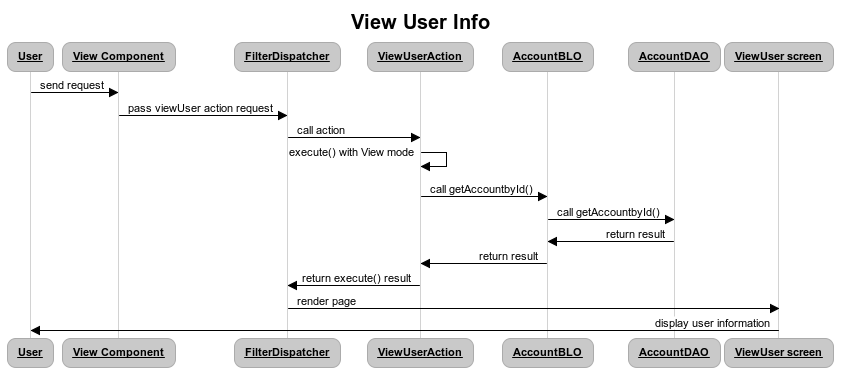 View User Info
User
View Component
FilterDispatcher
ViewUserAction
AccountBLO
AccountDAO
ViewUser screen
send request
pass viewUser action request
call action
execute() with View mode
call getAccountbyId()
call getAccountbyId()
return result
return result
return execute() result
render page
display user information
User
View Component
FilterDispatcher
ViewUserAction
AccountBLO
AccountDAO
ViewUser screen